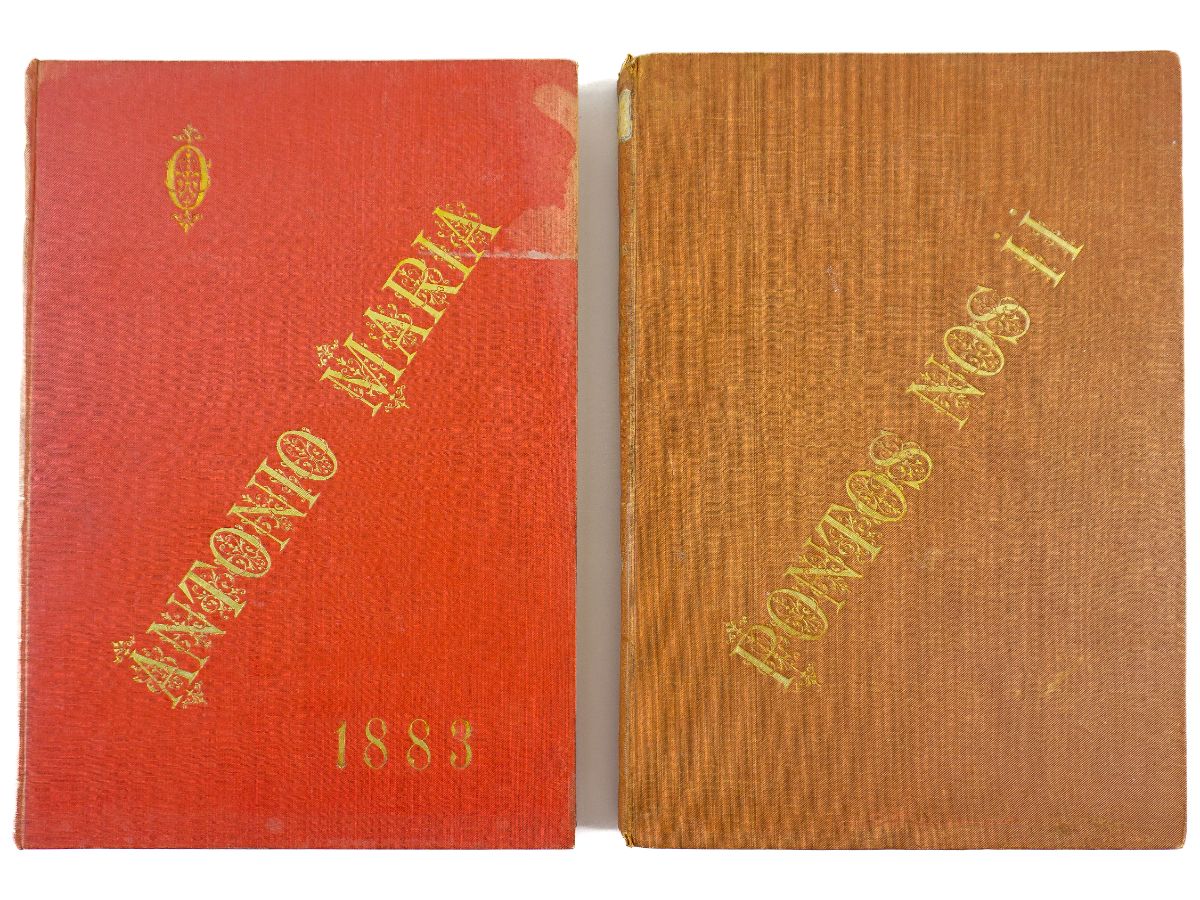 O
ANTONIO MARIA
1883
PONTOS NOS ii